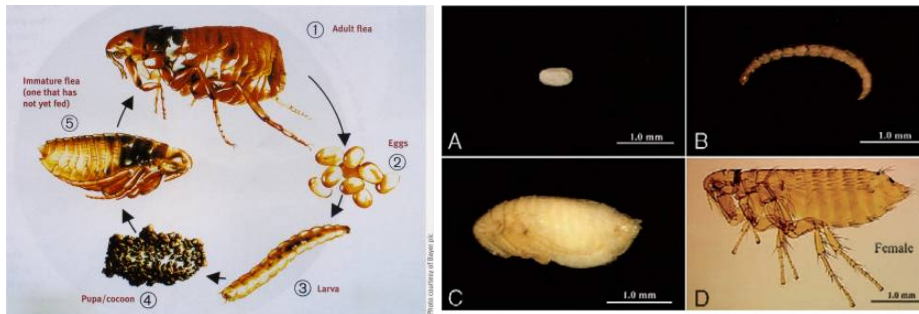 ① Adult flea
Eggs
②
③ Larva
Pupa/cocoon ④
Immature flea
(one that has
not yet fed)
⑤
Photo courtesy of Bayer plc
A
1.0 mm
B
1.0 mm
C
1.0 mm
D
Female
1.0 mm